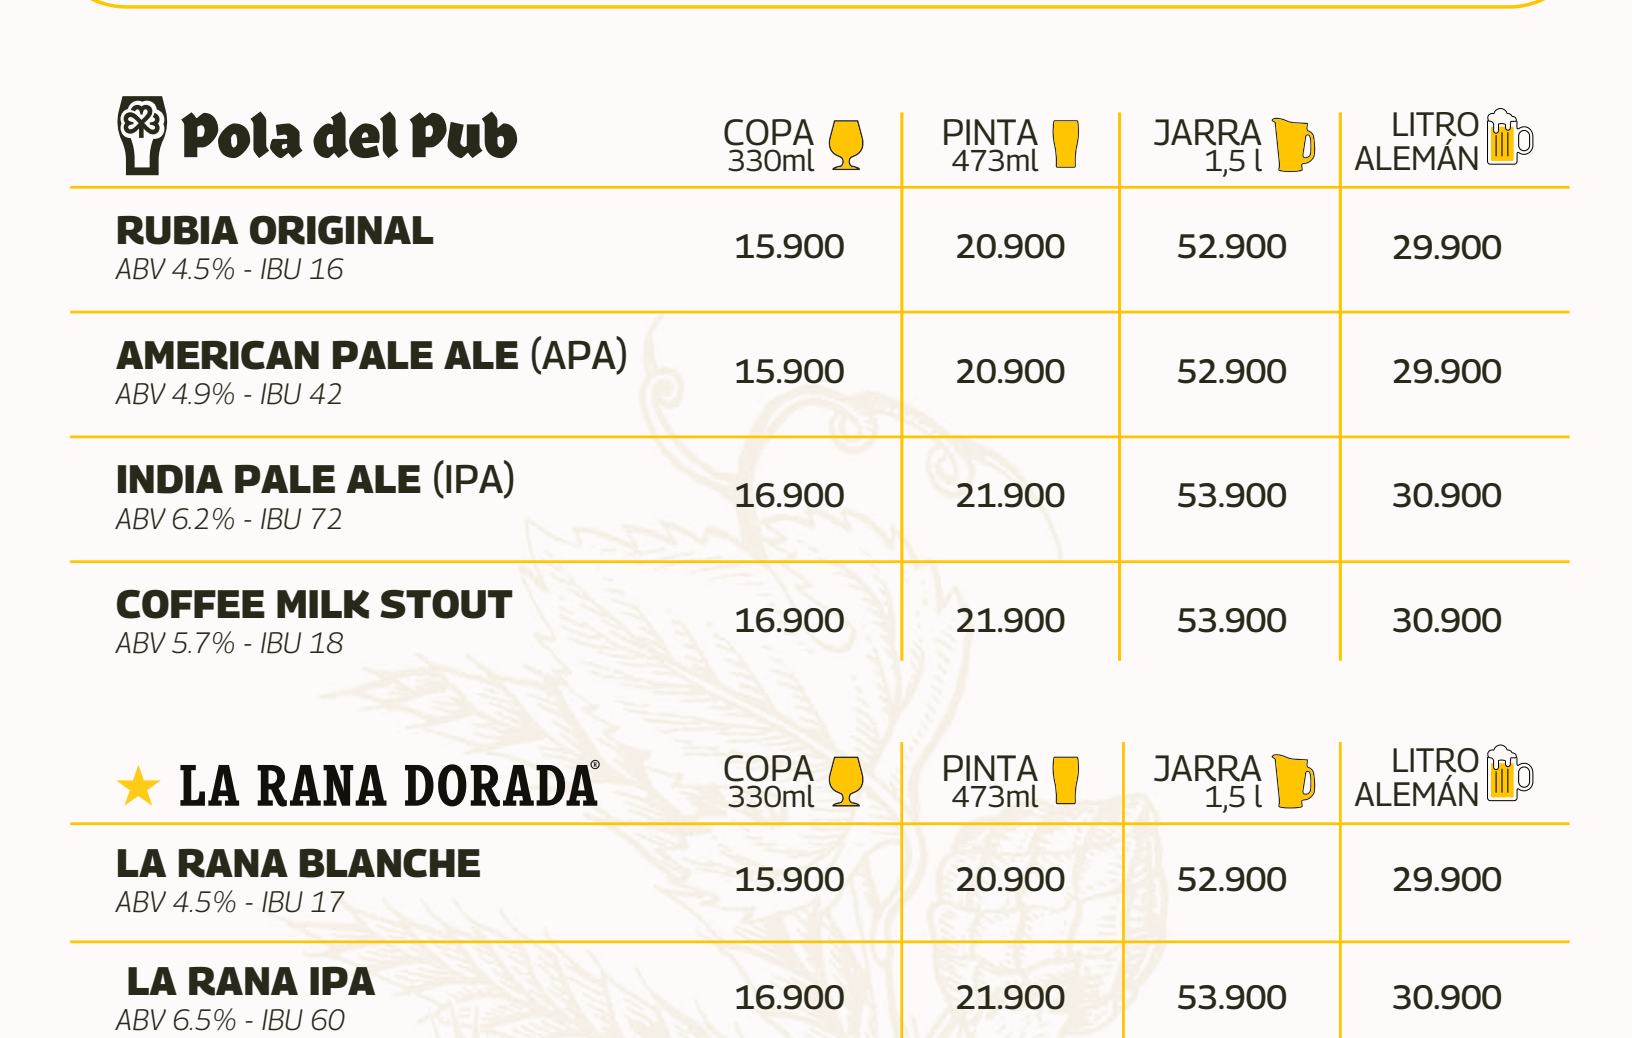 Pola del Pub
COPA 330ml
PINTA 473ml
JARRA 1,5 l
LITRO ALEMÁN
RUBIA ORIGINAL 15.900 20.900 52.900 29.900
ABV 4.5% - IBU 16
AMERICAN PALE ALE (APA) 15.900 20.900 52.900 29.900
ABV 4.9% - IBU 42
INDIA PALE ALE (IPA) 16.900 21.900 53.900 30.900
ABV 6.2% - IBU 72
COFFEE MILK STOUT 16.900 21.900 53.900 30.900
ABV 5.7% - IBU 18
LA RANA DORADA®
COPA 330ml
PINTA 473ml
JARRA 1,5 l
LITRO ALEMÁN
LA RANA BLANCHE 15.900 20.900 52.900 29.900
ABV 4.5% - IBU 17
LA RANA IPA 16.900 21.900 53.900 30.900
ABV 6.5% - IBU 60